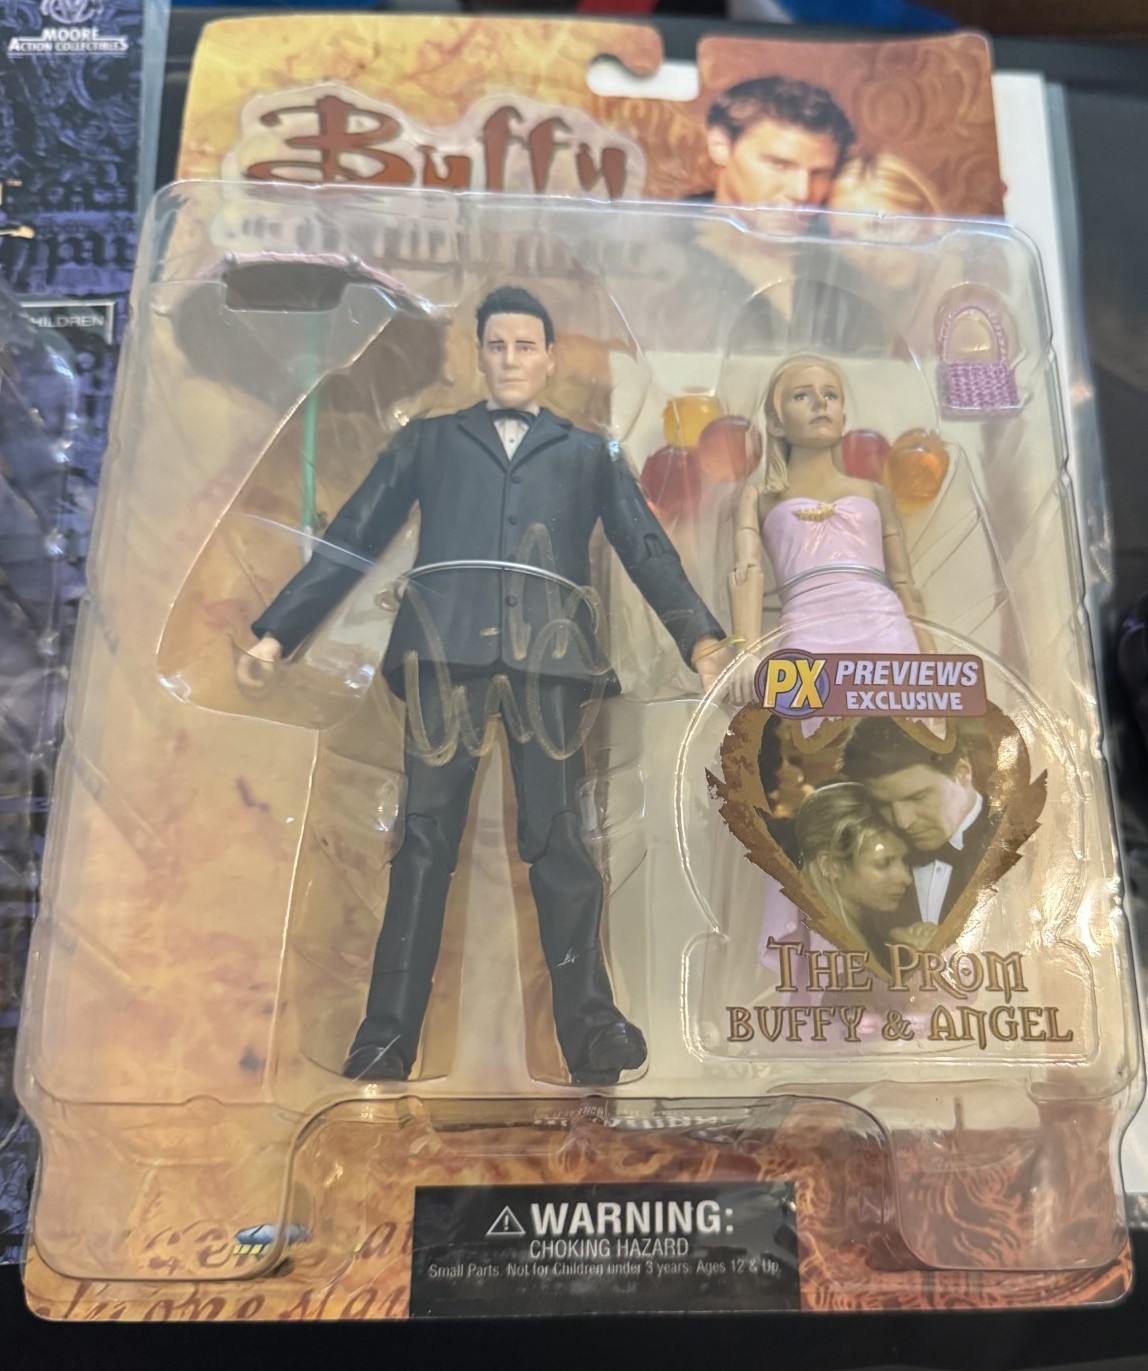 MOORE
ACTION COLLECTIBLES
Buffy
HILDREN
PX PREVIEWS
EXCLUSIVE
THE PROM
BUFFY & ANGEL
WARNING:
CHOKING HAZARD
Small Parts. Not for Children under 3 years. Ages 12 & Up